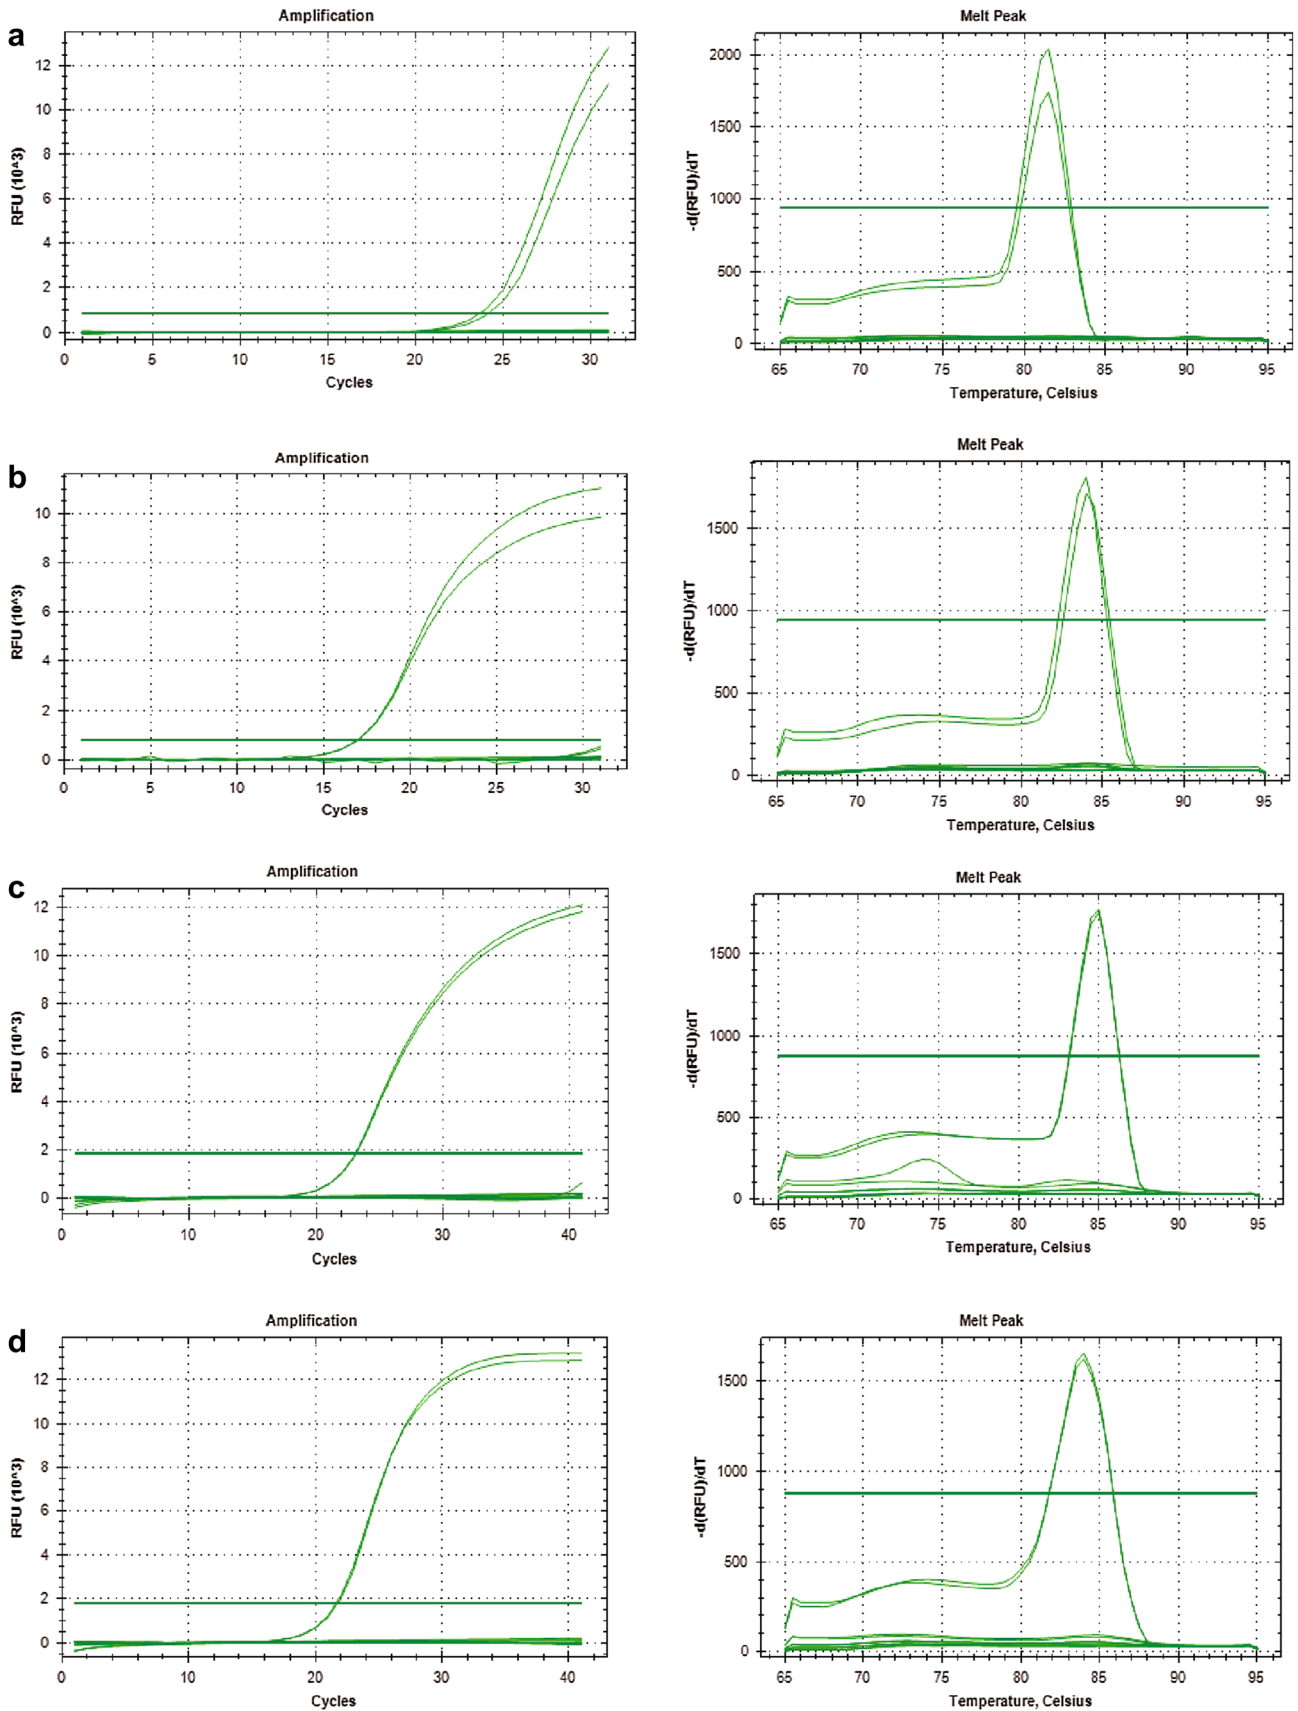 a
Amplification
RFU (10^3)
12
10
8
6
4
2
0
0 5 10 15 20 25 30
Cycles
Melt Peak
-d(RFU)/dT
2000
1500
1000
500
0
65 70 75 80 85 90 95
Temperature, Celsius
b
Amplification
RFU (10^3)
10
8
6
4
2
0
0 5 10 15 20 25 30
Cycles
Melt Peak
-d(RFU)/dT
1500
1000
500
0
65 70 75 80 85 90 95
Temperature, Celsius
c
Amplification
RFU (10^3)
12
10
8
6
4
2
0
0 10 20 30 40
Cycles
Melt Peak
-d(RFU)/dT
1500
1000
500
0
65 70 75 80 85 90 95
Temperature, Celsius
d
Amplification
RFU (10^3)
12
10
8
6
4
2
0
0 10 20 30 40
Cycles
Melt Peak
-d(RFU)/dT
1500
1000
500
0
65 70 75 80 85 90 95
Temperature, Celsius